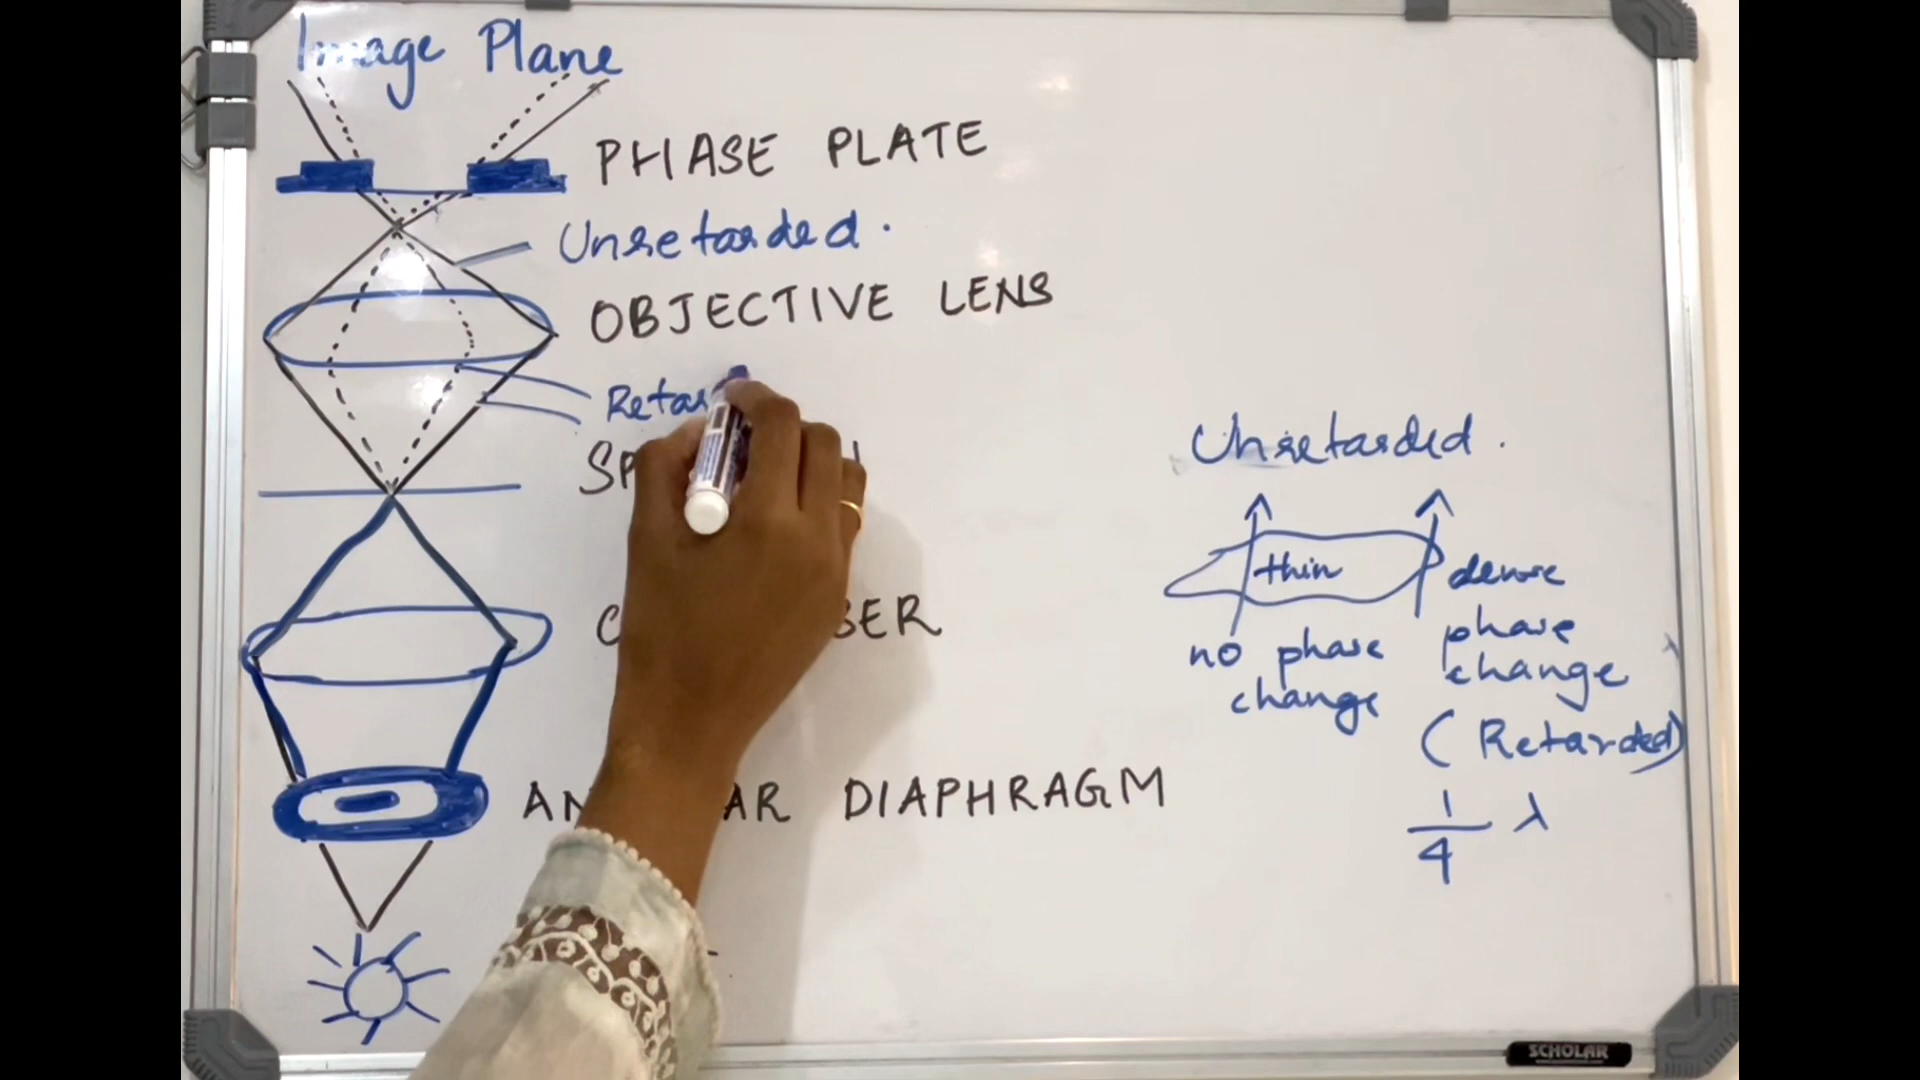 Image Plane
PHASE PLATE
Unretarded.
OBJECTIVE LENS
Retar
DIAPHRAGM
Unretarded.
thin
dense
no phase
change
phase
change
(Retarded)
1/4 λ
SCHOLAR